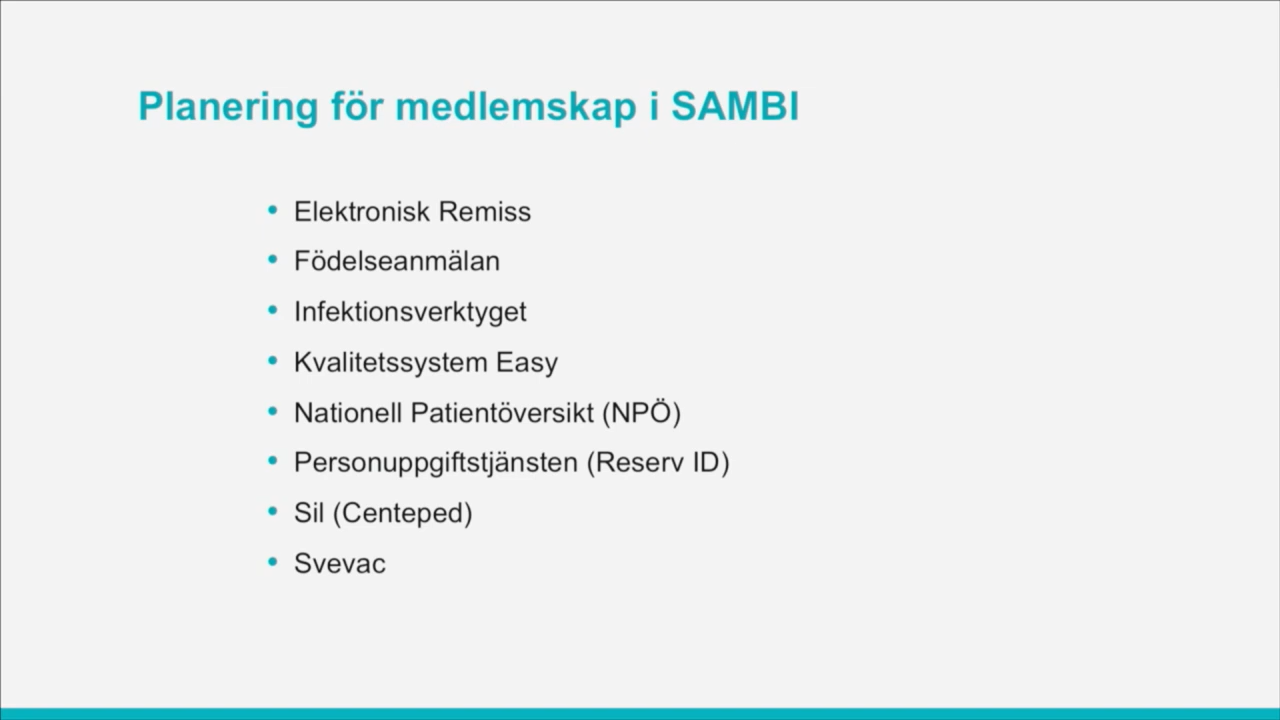 Planering för medlemskap i SAMBI
• Elektronisk Remiss
• Födelseanmälan
• Infektionsverktyget
• Kvalitetssystem Easy
• Nationell Patientöversikt (NPÖ)
• Personuppgiftstjänsten (Reserv ID)
• Sil (Centeped)
• Svevac